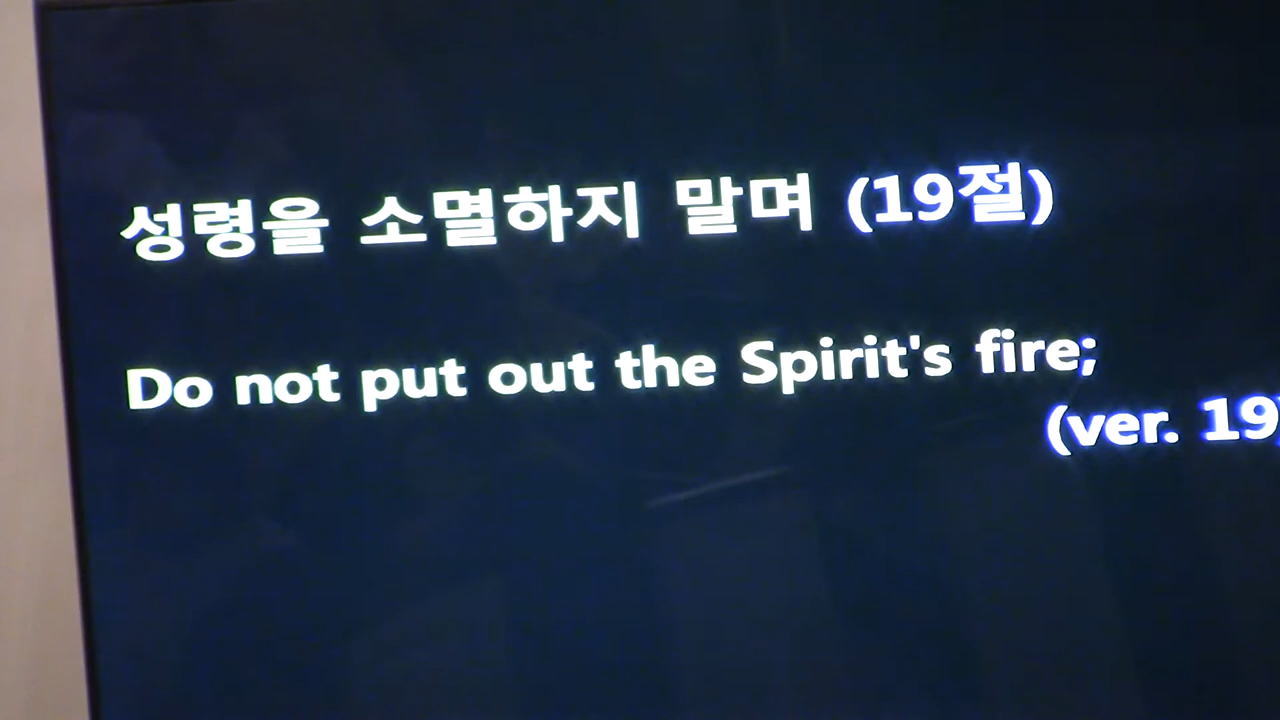 성령을 소멸하지 말며 (19절)
Do not put out the Spirit's fire;
(ver. 19)